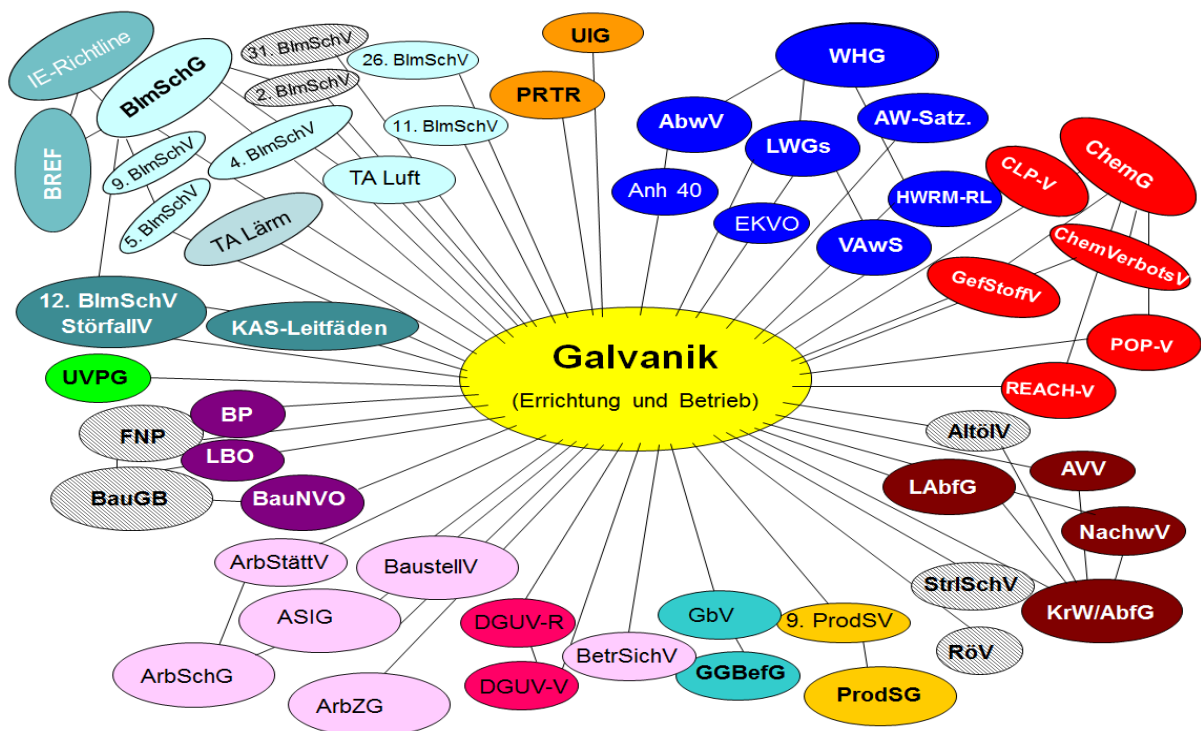 IE-Richtline
BImSchG
31. BImSchV
2. BImSchV
26. BImSchV
11. BImSchV
UIG
PRTR
WHG
AbwV
AW-Satz.
LWGs
Anh 40
HWRM-RL
EKVO
VAwS
CLP-V
ChemG
ChemVerbotsV
GefStoffV
POP-V
REACH-V
BREF
9. BImSchV
4. BImSchV
5. BImSchV
TA Luft
TA Lärm
12. BImSchV
StörfallV
KAS-Leitfäden
UVPG
Galvanik
(Errichtung und Betrieb)
BP
FNP
LBO
BauGB
BauNVO
AltölV
AVV
LAbfG
NachwV
StrlSchV
KrW/AbfG
RöV
ArbStättV
BaustellV
ASIG
ArbSchG
ArbZG
DGUV-R
DGUV-V
BetrSichV
GbV
GGBefG
9. ProdSV
ProdSG